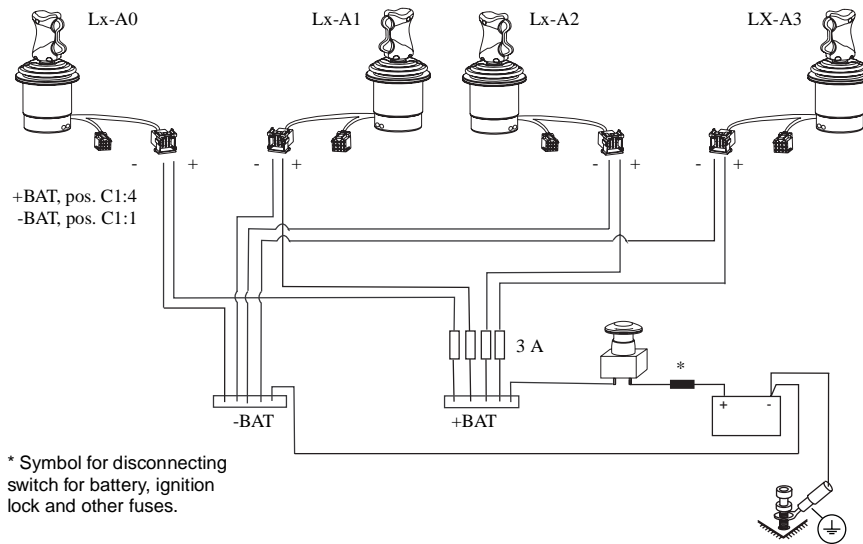 Lx-A0
Lx-A1
Lx-A2
LX-A3
- +
- +
- +
- +
+BAT, pos. C1:4
-BAT, pos. C1:1
3 A
*
+ -
-BAT
+BAT
* Symbol for disconnecting
switch for battery, ignition
lock and other fuses.